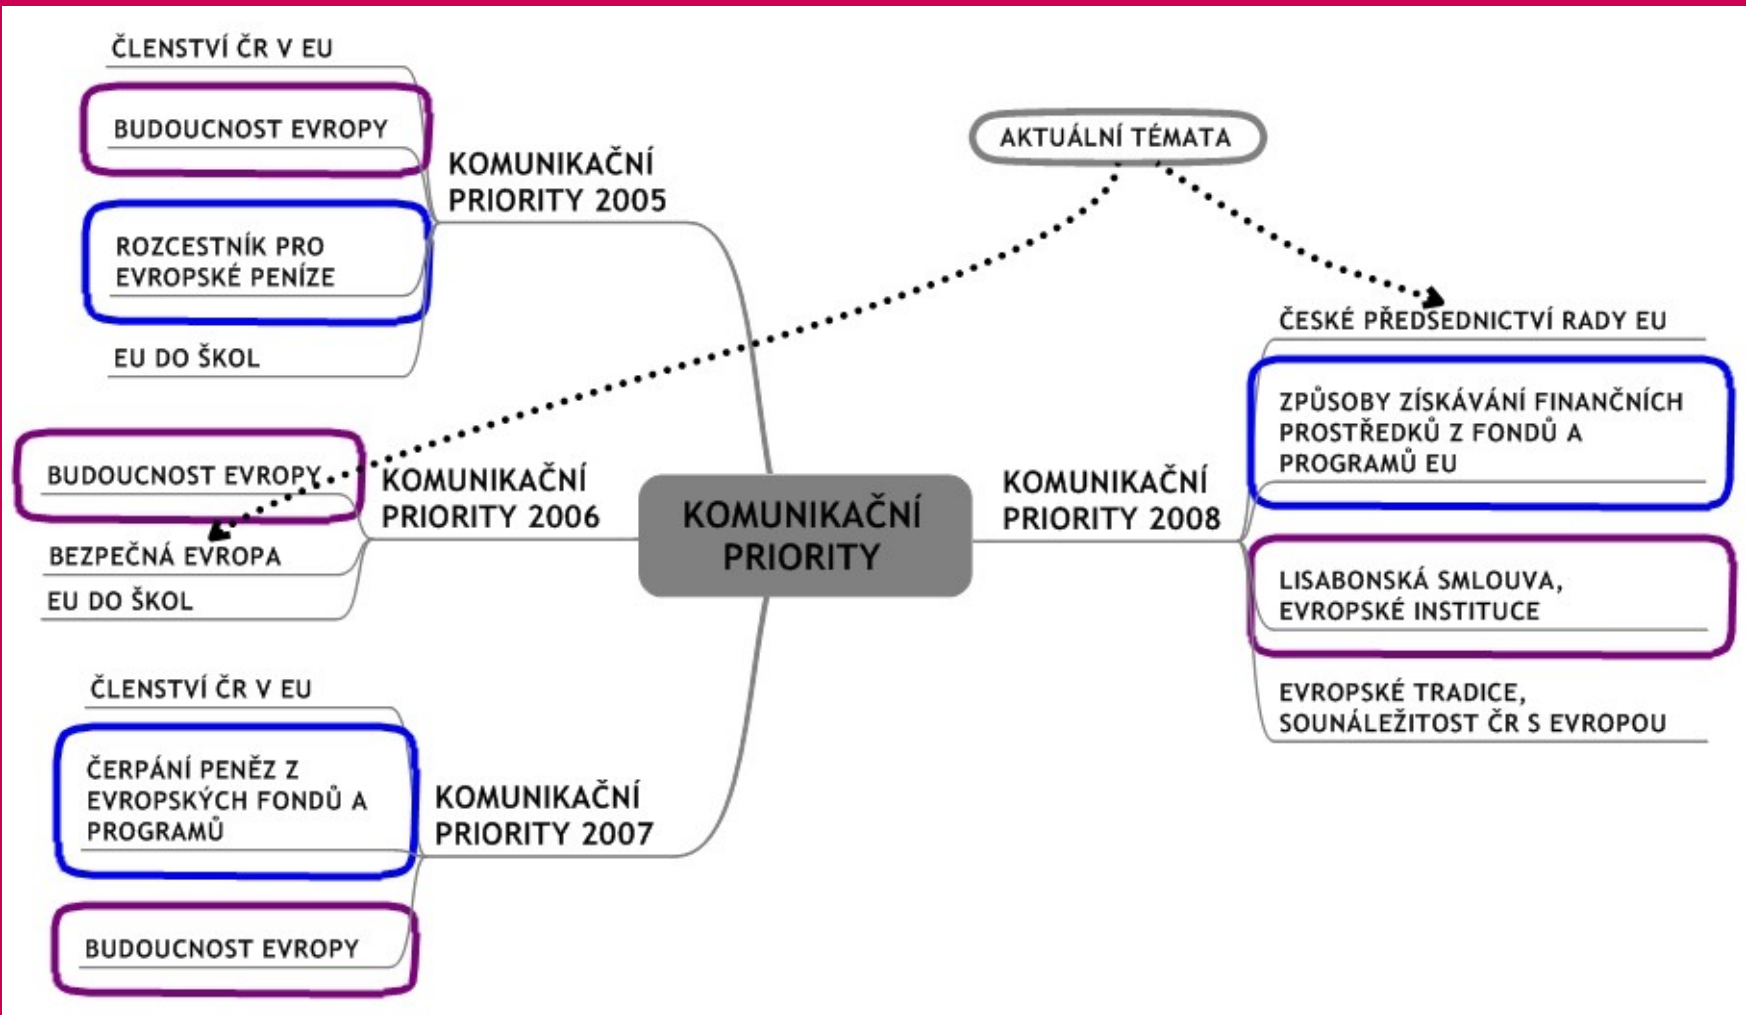 ČLENSTVÍ ČR V EU
BUDOUCNOST EVROPY
ROZCESTNÍK PRO
EVROPSKÉ PENÍZE
EU DO ŠKOL
KOMUNIKAČNÍ
PRIORITY 2005
BUDOUCNOST EVROPY
BEZPEČNÁ EVROPA
EU DO ŠKOL
KOMUNIKAČNÍ
PRIORITY 2006
ČLENSTVÍ ČR V EU
ČERPÁNÍ PENĚZ Z
EVROPSKÝCH FONDŮ A
PROGRAMŮ
BUDOUCNOST EVROPY
KOMUNIKAČNÍ
PRIORITY 2007
KOMUNIKAČNÍ
PRIORITY
AKTUÁLNÍ TÉMATA
KOMUNIKAČNÍ
PRIORITY 2008
ČESKÉ PŘEDSEDNICTVÍ RADY EU
ZPŮSOBY ZÍSKÁVÁNÍ FINANČNÍCH
PROSTŘEDKŮ Z FONDŮ A
PROGRAMŮ EU
LISABONSKÁ SMLOUVA,
EVROPSKÉ INSTITUCE
EVROPSKÉ TRADICE,
SOUNÁLEŽITOST ČR S EVROPOU